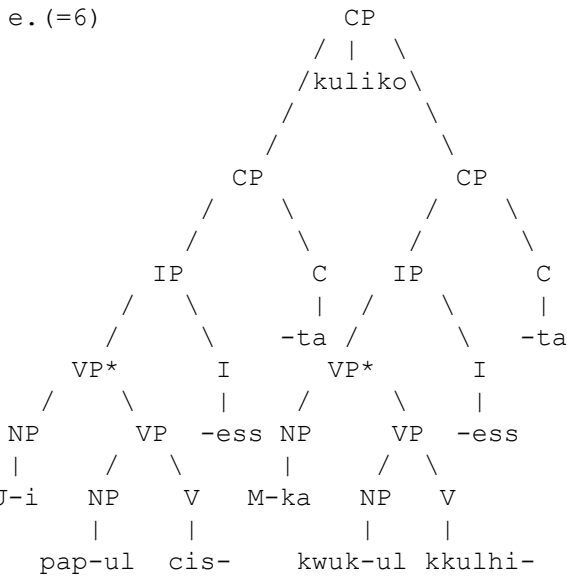 e.(=6) CP
/ | \
/kuliko\
/ \
/ \
/ \
CP CP
/ \ / \
/ \ / \
IP C IP C
/ \ | / \ |
/ \ -ta / \ -ta
VP* I VP* I
/ \ | / \ |
NP VP -ess NP VP -ess
| / \ | / \
J-i NP V M-ka NP V
| | | |
pap-ul cis- kwuk-ul kkulhi-